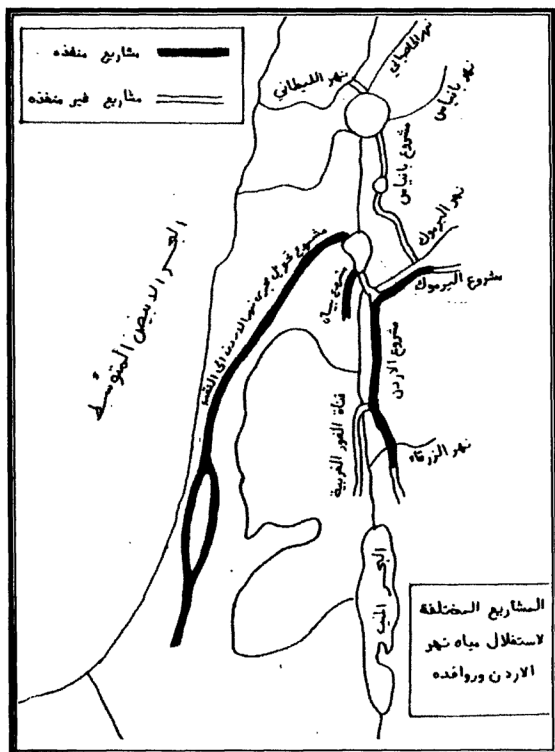 مشاريع منفذه
مشاريع غير منفذه
نهر الليطاني
نهر الحاصباني
نهر بانياس
مشروع بانياس
نهر اليرموك
مشروع اليرموك
البحر الابيض المتوسط
مشروع تحويل مجرى نهر الاردن الى النقب
مشروع بيسان
مشروع الاردن
قناة الغور الغربية
نهر الزرقاء
البحر الميت
المشاريع المختلفة
لاستغلال مياه نهر
الاردن وروافده